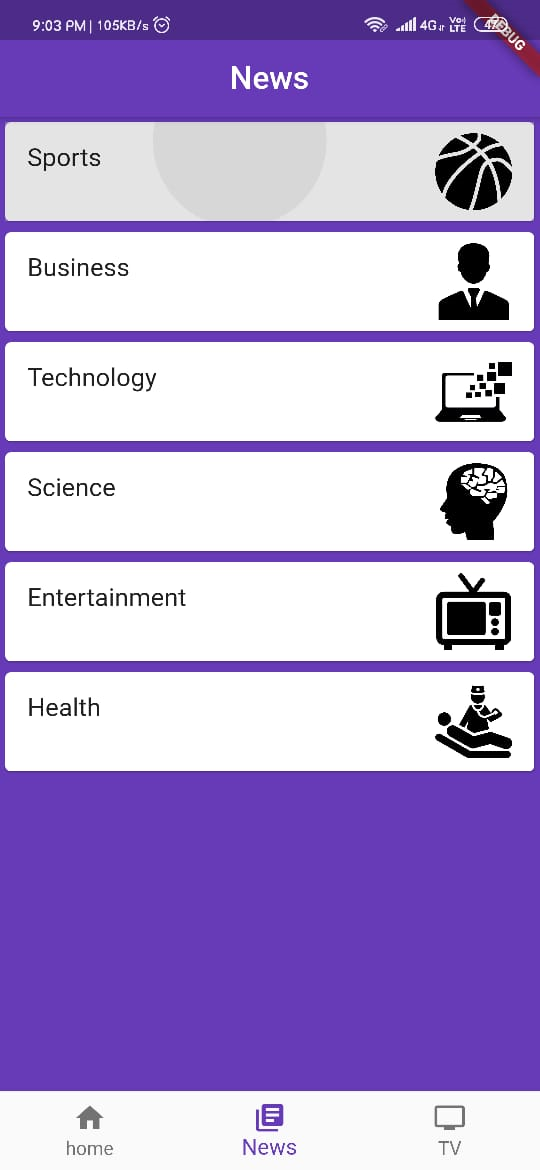 9:03 PM | 105KB/s
4G
Vo)
LTE
DEBUG
News
Sports
Business
Technology
Science
Entertainment
Health
home
News
TV